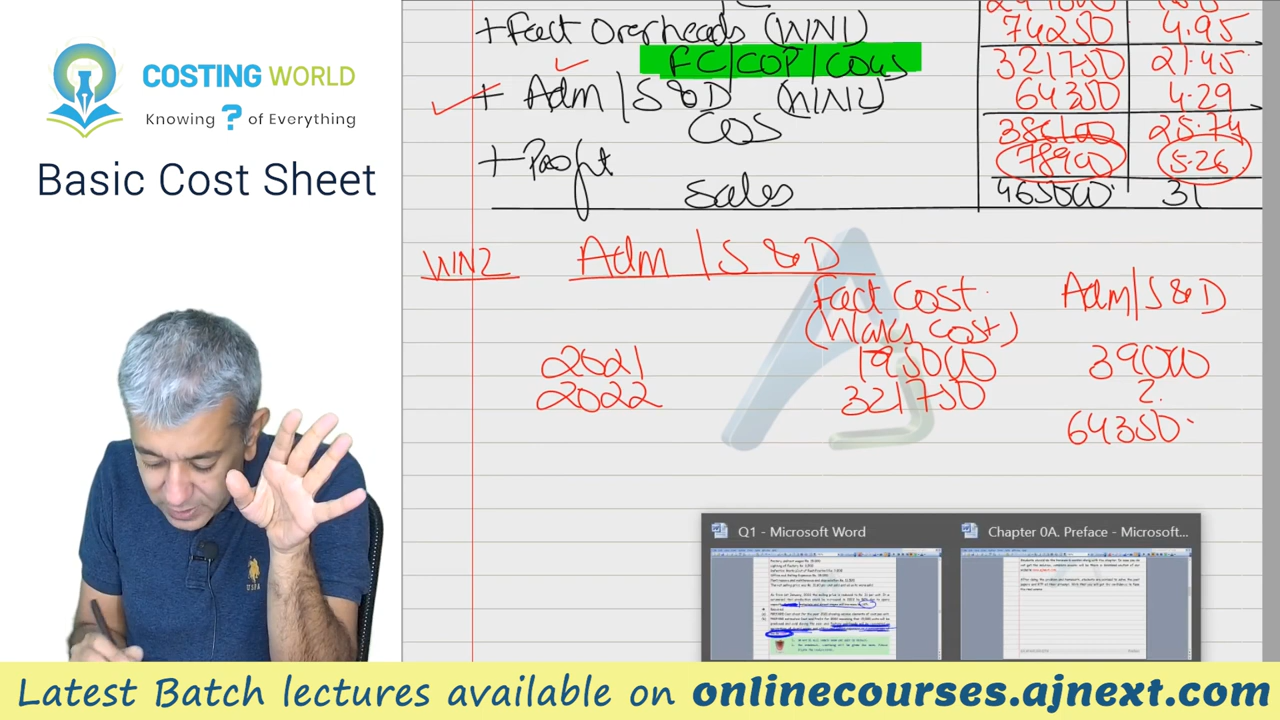 COSTING WORLD
Knowing ? of Everything
Basic Cost Sheet
+ Fact Overheads (WN1) 74250 4.95
FC/COP/COGS 321750 21.45
+ Adm/S & D (WN2) 64350 4.29
COS 386100 25.74
+ Profit 78900 5.26
Sales 465000 31
WN2 Adm/S & D
Fact Cost Adm/S & D
(Works Cost)
2021 195000 39000
2022 321750 ?
64350
Q1 - Microsoft Word
Chapter 0A. Preface - Microsoft...
Latest Batch lectures available on onlinecourses.ajnext.com